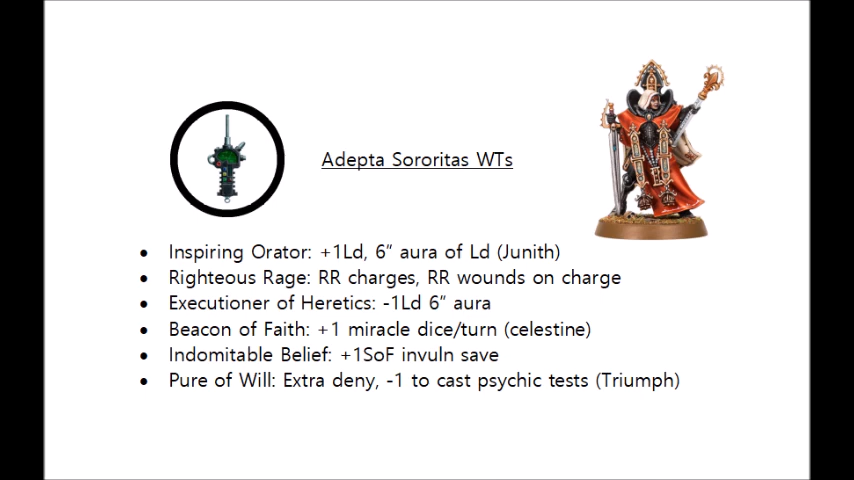 Adepta Sororitas WTs
• Inspiring Orator: +1Ld, 6” aura of Ld (Junith)
• Righteous Rage: RR charges, RR wounds on charge
• Executioner of Heretics: -1Ld 6” aura
• Beacon of Faith: +1 miracle dice/turn (celestine)
• Indomitable Belief: +1SoF invuln save
• Pure of Will: Extra deny, -1 to cast psychic tests (Triumph)